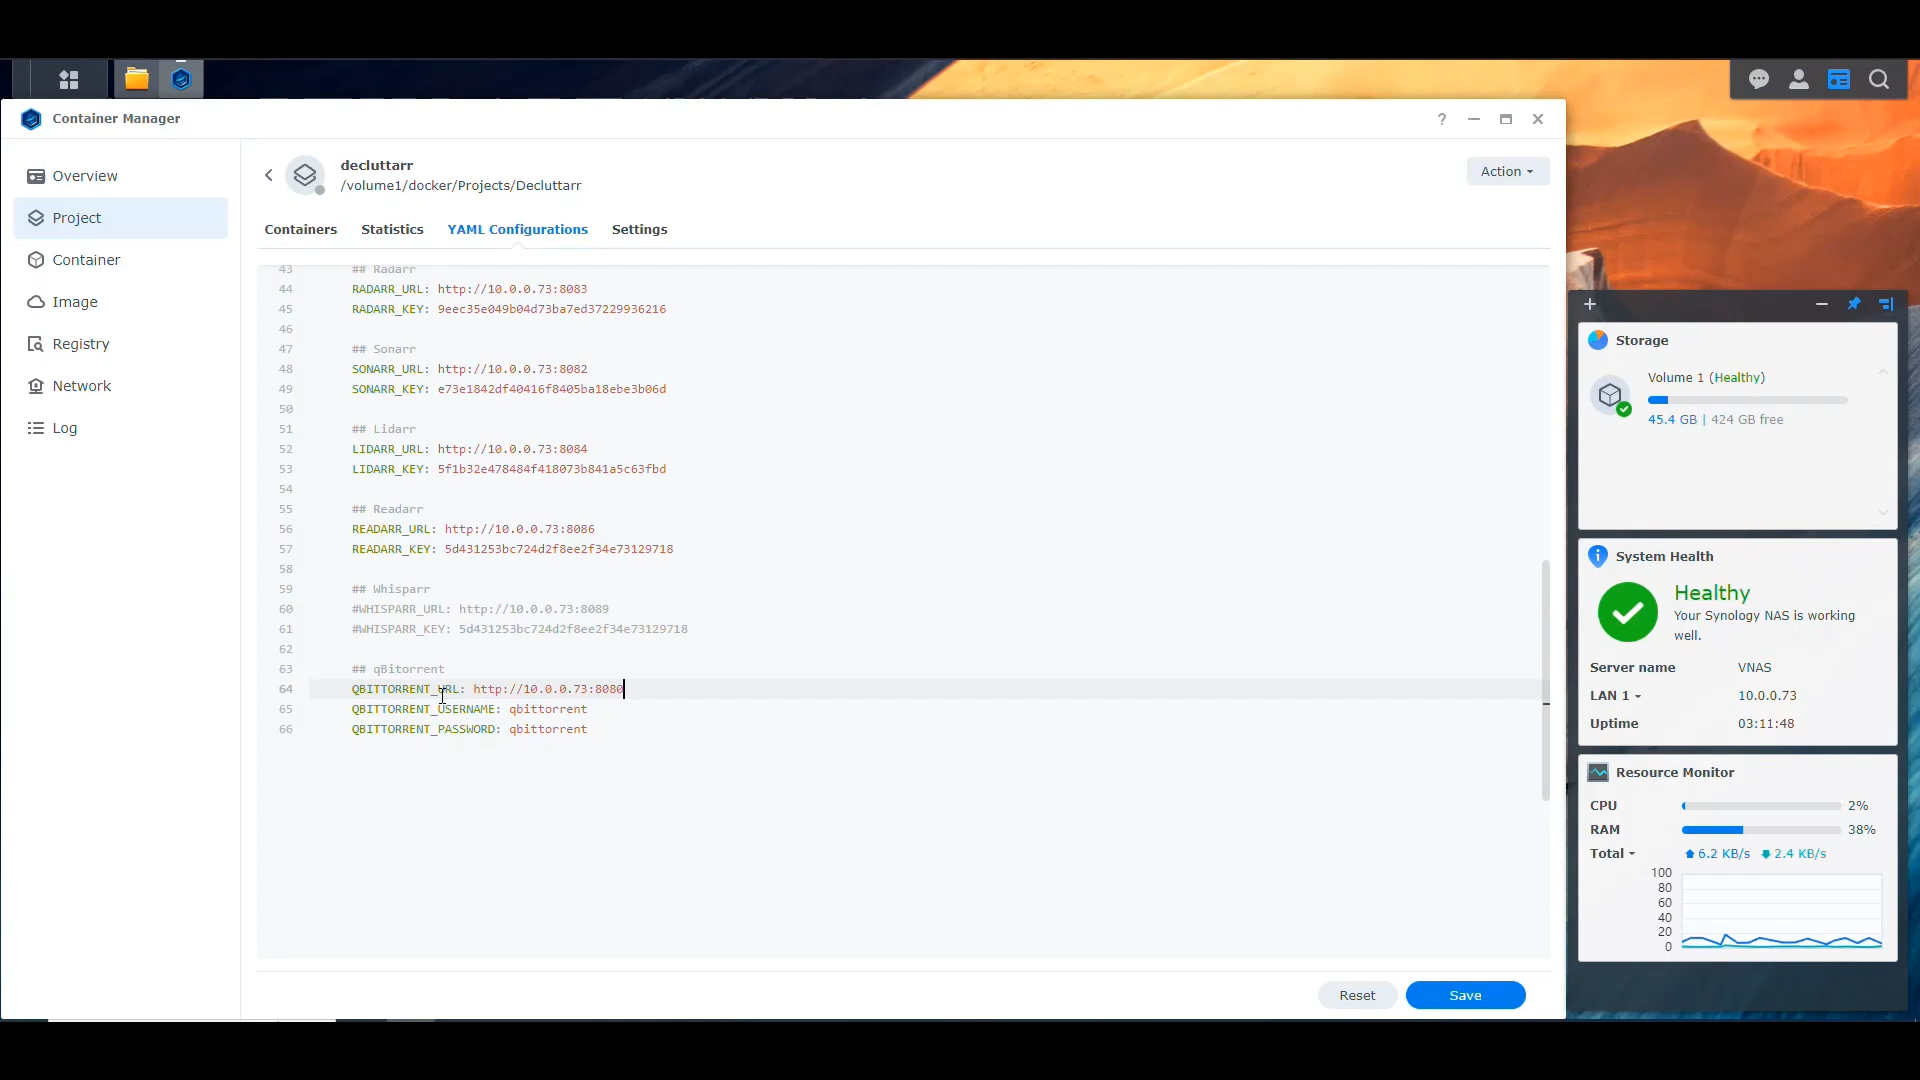 Container Manager
?
Overview
Project
Container
Image
Registry
Network
Log
decluttarr
/volume1/docker/Projects/Decluttarr
Action
Containers
Statistics
YAML Configurations
Settings
43 ## Radarr
44 RADARR_URL: http://10.0.0.73:8083
45 RADARR_KEY: 9eec35e049b04d73ba7ed37229936216
46
47 ## Sonarr
48 SONARR_URL: http://10.0.0.73:8082
49 SONARR_KEY: e73e1842df40416f8405ba18ebe3b06d
50
51 ## Lidarr
52 LIDARR_URL: http://10.0.0.73:8084
53 LIDARR_KEY: 5f1b32e478484f418073b841a5c63fbd
54
55 ## Readarr
56 READARR_URL: http://10.0.0.73:8086
57 READARR_KEY: 5d431253bc724d2f8ee2f34e73129718
58
59 ## Whisparr
60 #WHISPARR_URL: http://10.0.0.73:8089
61 #WHISPARR_KEY: 5d431253bc724d2f8ee2f34e73129718
62
63 ## qBitorrent
64 QBITTORRENT_URL: http://10.0.0.73:8080
65 QBITTORRENT_USERNAME: qbittorrent
66 QBITTORRENT_PASSWORD: qbittorrent
Reset
Save
Storage
Volume 1 (Healthy)
45.4 GB | 424 GB free
System Health
Healthy
Your Synology NAS is working
well.
Server name VNAS
LAN 1 10.0.0.73
Uptime 03:11:48
Resource Monitor
CPU 2%
RAM 38%
Total 6.2 KB/s 2.4 KB/s
100
80
60
40
20
0